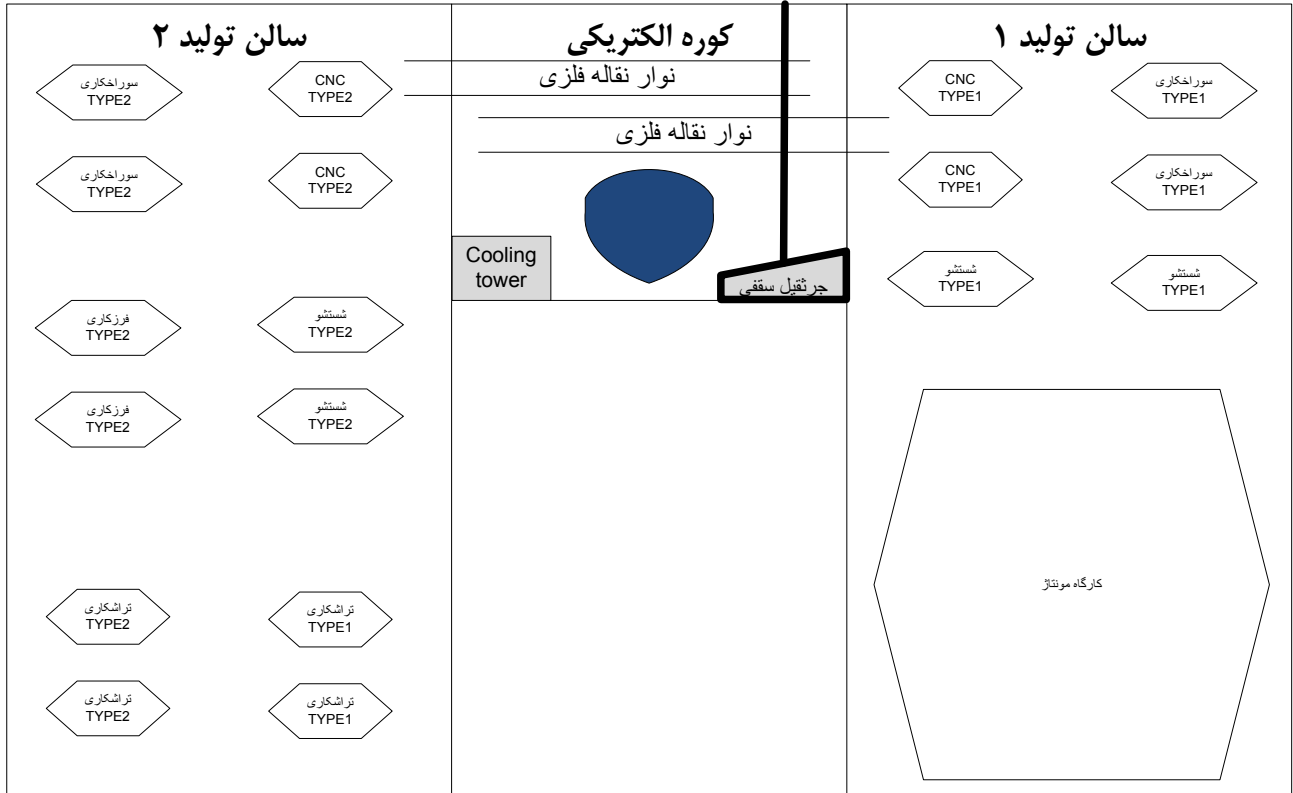 سالن تولید ۱
CNC
TYPE1
سوراخکاری
TYPE1
CNC
TYPE1
سوراخکاری
TYPE1
شستشو
TYPE1
شستشو
TYPE1
کارگاه مونتاژ
کوره الکتریکی
نوار نقاله فلزی
نوار نقاله فلزی
Cooling
tower
جرثقیل سقفی
سالن تولید ۲
سوراخکاری
TYPE2
CNC
TYPE2
سوراخکاری
TYPE2
CNC
TYPE2
فرزکاری
TYPE2
شستشو
TYPE2
فرزکاری
TYPE2
شستشو
TYPE2
تراشکاری
TYPE2
تراشکاری
TYPE1
تراشکاری
TYPE2
تراشکاری
TYPE1